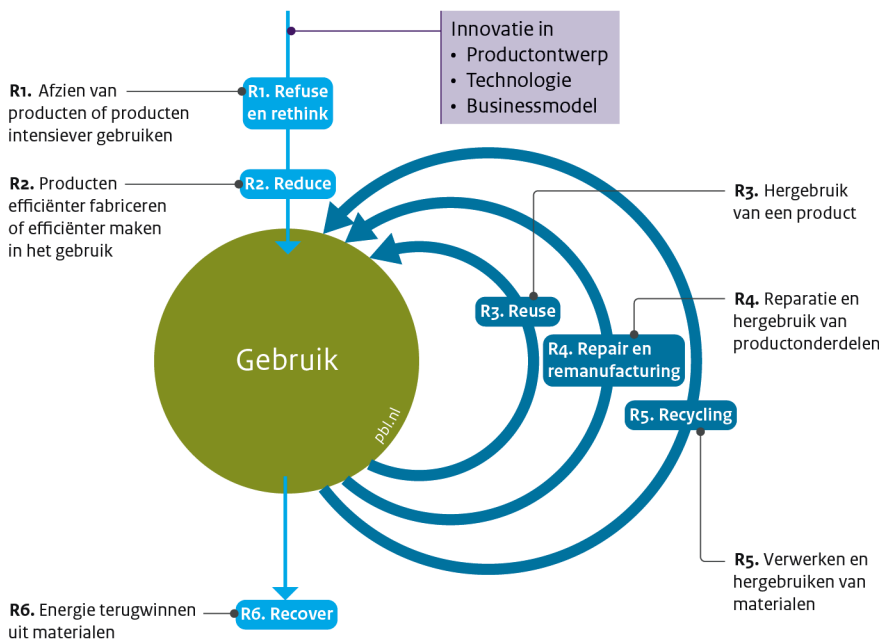 Innovatie in
• Productontwerp
• Technologie
• Businessmodel
R1. Afzien van
producten of producten
intensiever gebruiken
R1. Refuse
en rethink
R2. Producten
efficiënter fabriceren
of efficiënter maken
in het gebruik
R2. Reduce
R3. Hergebruik
van een product
R3. Reuse
R4. Reparatie en
hergebruik van
productonderdelen
R4. Repair en
remanufacturing
Gebruik
pbl.nl
R5. Recycling
R5. Verwerken en
hergebruiken van
materialen
R6. Energie terugwinnen
uit materialen
R6. Recover